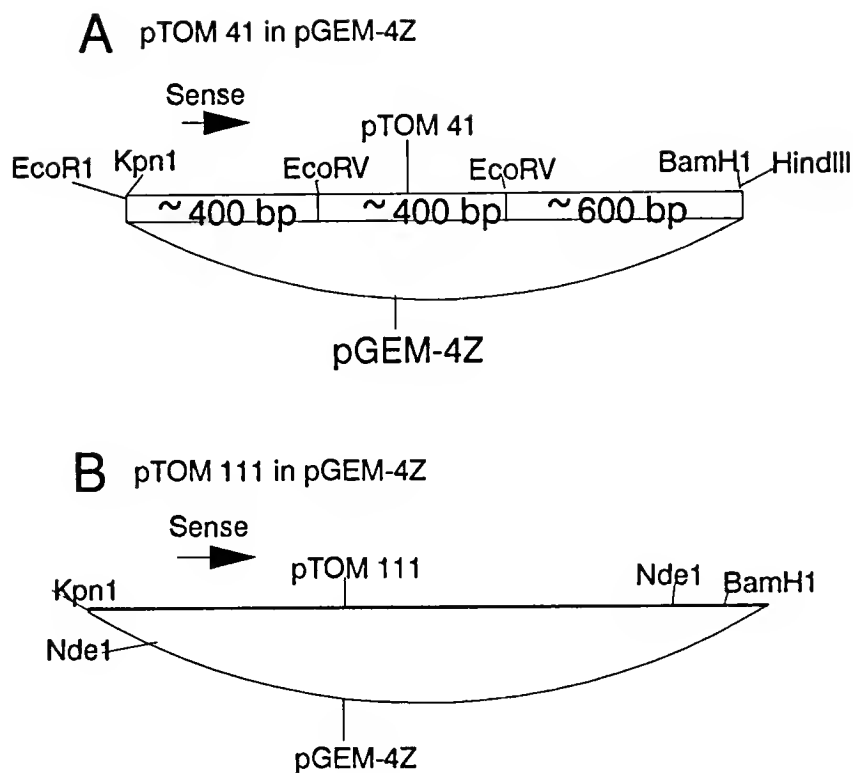 A pTOM 41 in pGEM-4Z
Sense
pTOM 41
EcoR1 Kpn1 EcoRV EcoRV BamH1 HindIII
~400 bp ~400 bp ~600 bp
pGEM-4Z
B pTOM 111 in pGEM-4Z
Sense
pTOM 111
Kpn1 Nde1 BamH1
Nde1
pGEM-4Z